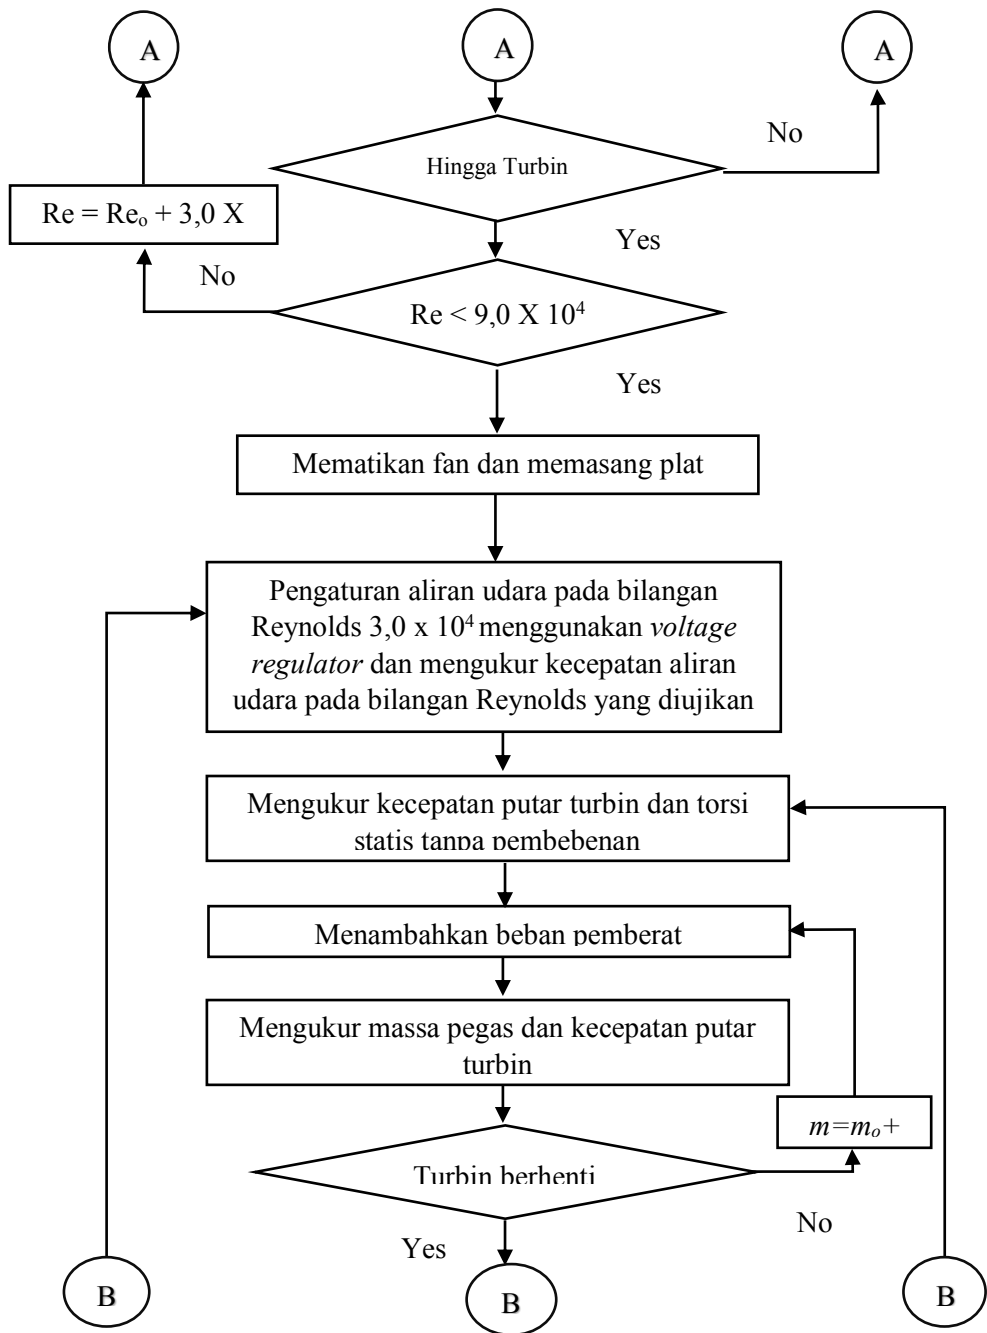 A
A
A
Hingga Turbin
No
Re = Reₒ + 3,0 X
Yes
No
Re < 9,0 X 10⁴
Yes
Mematikan fan dan memasang plat
Pengaturan aliran udara pada bilangan
Reynolds 3,0 x 10⁴ menggunakan voltage
regulator dan mengukur kecepatan aliran
udara pada bilangan Reynolds yang diujikan
Mengukur kecepatan putar turbin dan torsi
statis tanpa pembebenan
Menambahkan beban pemberat
Mengukur massa pegas dan kecepatan putar
turbin
m=mₒ+
Turbin berhenti
No
Yes
B
B
B